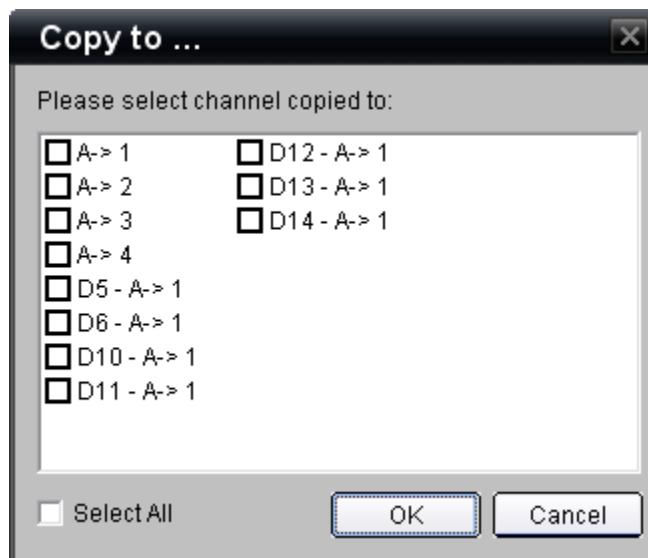 Copy to ...
Please select channel copied to:
A-> 1
A-> 2
A-> 3
A-> 4
D5 - A-> 1
D6 - A-> 1
D10 - A-> 1
D11 - A-> 1
D12 - A-> 1
D13 - A-> 1
D14 - A-> 1
Select All
OK
Cancel